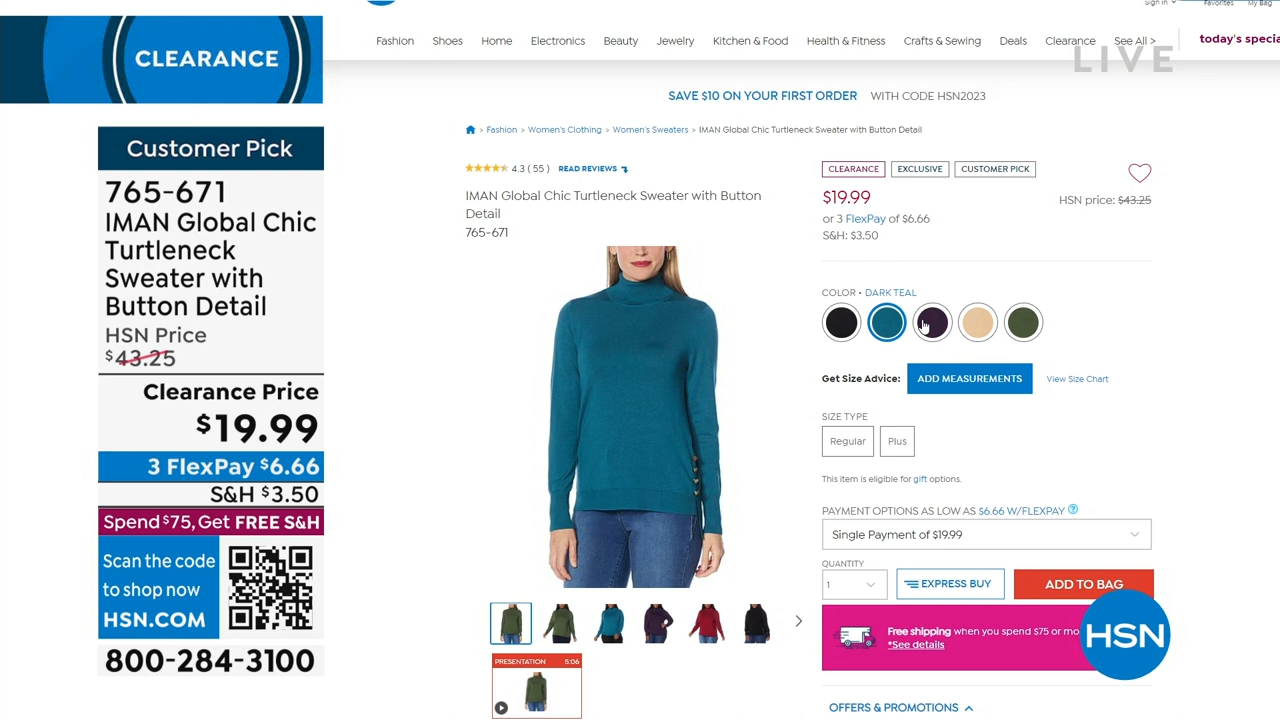 CLEARANCE
Customer Pick
765-671
IMAN Global Chic
Turtleneck
Sweater with
Button Detail
HSN Price
$43.25
Clearance Price
$19.99
3 FlexPay $6.66
S&H $3.50
Spend $75, Get FREE S&H
Scan the code
to shop now
HSN.COM
800-284-3100
Sign in
Favorites
My Bag
Fashion
Shoes
Home
Electronics
Beauty
Jewelry
Kitchen & Food
Health & Fitness
Crafts & Sewing
Deals
Clearance
See All >
today's specia
LIVE
SAVE $10 ON YOUR FIRST ORDER WITH CODE HSN2023
> Fashion > Women's Clothing > Women's Sweaters > IMAN Global Chic Turtleneck Sweater with Button Detail
4.3 ( 55 ) READ REVIEWS
IMAN Global Chic Turtleneck Sweater with Button
Detail
765-671
PRESENTATION 5:06
CLEARANCE
EXCLUSIVE
CUSTOMER PICK
$19.99
HSN price: $43.25
or 3 FlexPay of $6.66
S&H: $3.50
COLOR • DARK TEAL
Get Size Advice:
ADD MEASUREMENTS
View Size Chart
SIZE TYPE
Regular
Plus
This item is eligible for gift options.
PAYMENT OPTIONS AS LOW AS $6.66 W/FLEXPAY ?
Single Payment of $19.99
QUANTITY
1
EXPRESS BUY
ADD TO BAG
Free shipping when you spend $75 or mo
*See details
HSN
OFFERS & PROMOTIONS